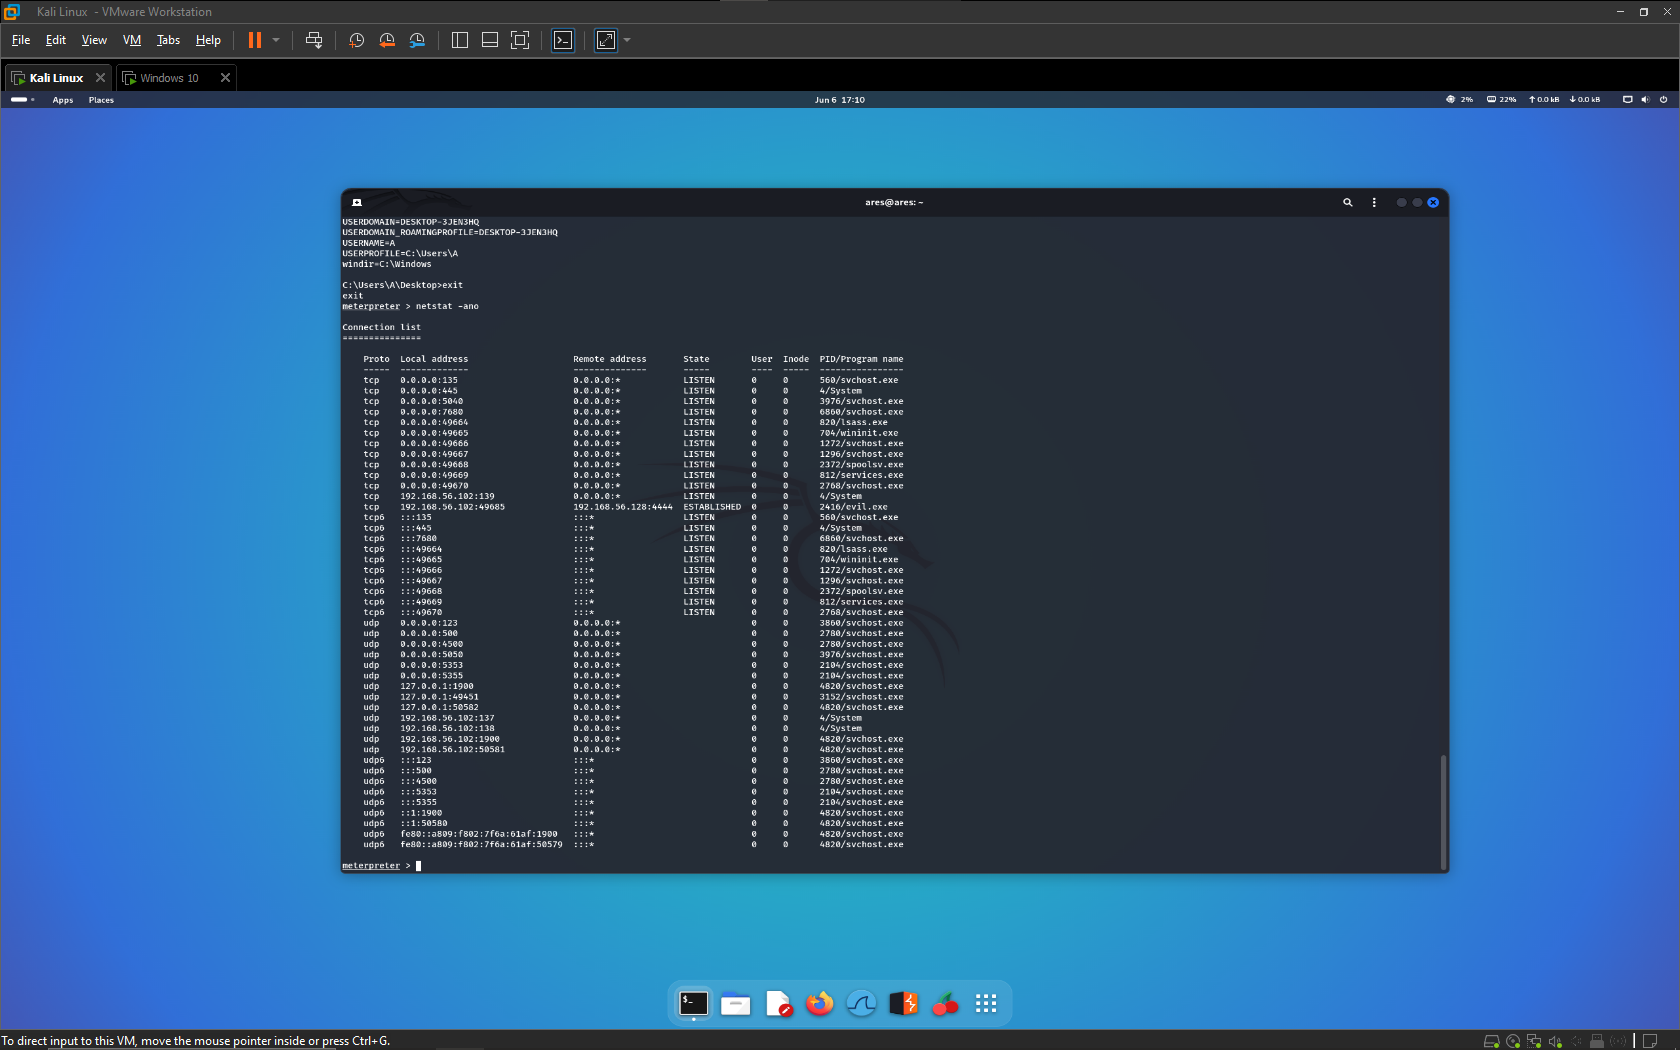 Kali Linux - VMware Workstation
File Edit View VM Tabs Help
Kali Linux Windows 10
Apps Places Jun 6 17:10 2% 22% 0.0 kB 0.0 kB
ares@ares: ~
USERDOMAIN=DESKTOP-3JEN3HQ
USERDOMAIN_ROAMINGPROFILE=DESKTOP-3JEN3HQ
USERNAME=A
USERPROFILE=C:\Users\A
windir=C:\Windows
C:\Users\A\Desktop>exit
exit
meterpreter > netstat -ano
Connection list
===============
Proto Local address Remote address State User Inode PID/Program name
----- ------------- -------------- ----- ---- ----- ----------------
tcp 0.0.0.0:135 0.0.0.0:* LISTEN 0 0 560/svchost.exe
tcp 0.0.0.0:445 0.0.0.0:* LISTEN 0 0 4/System
tcp 0.0.0.0:5040 0.0.0.0:* LISTEN 0 0 3976/svchost.exe
tcp 0.0.0.0:7680 0.0.0.0:* LISTEN 0 0 6860/svchost.exe
tcp 0.0.0.0:49664 0.0.0.0:* LISTEN 0 0 820/lsass.exe
tcp 0.0.0.0:49665 0.0.0.0:* LISTEN 0 0 704/wininit.exe
tcp 0.0.0.0:49666 0.0.0.0:* LISTEN 0 0 1272/svchost.exe
tcp 0.0.0.0:49667 0.0.0.0:* LISTEN 0 0 1296/svchost.exe
tcp 0.0.0.0:49668 0.0.0.0:* LISTEN 0 0 2372/spoolsv.exe
tcp 0.0.0.0:49669 0.0.0.0:* LISTEN 0 0 812/services.exe
tcp 0.0.0.0:49670 0.0.0.0:* LISTEN 0 0 2768/svchost.exe
tcp 192.168.56.102:139 0.0.0.0:* LISTEN 0 0 4/System
tcp 192.168.56.102:49685 192.168.56.128:4444 ESTABLISHED 0 0 2416/evil.exe
tcp6 :::135 :::* LISTEN 0 0 560/svchost.exe
tcp6 :::445 :::* LISTEN 0 0 4/System
tcp6 :::7680 :::* LISTEN 0 0 6860/svchost.exe
tcp6 :::49664 :::* LISTEN 0 0 820/lsass.exe
tcp6 :::49665 :::* LISTEN 0 0 704/wininit.exe
tcp6 :::49666 :::* LISTEN 0 0 1272/svchost.exe
tcp6 :::49667 :::* LISTEN 0 0 1296/svchost.exe
tcp6 :::49668 :::* LISTEN 0 0 2372/spoolsv.exe
tcp6 :::49669 :::* LISTEN 0 0 812/services.exe
tcp6 :::49670 :::* LISTEN 0 0 2768/svchost.exe
udp 0.0.0.0:123 0.0.0.0:* 0 0 3860/svchost.exe
udp 0.0.0.0:500 0.0.0.0:* 0 0 2780/svchost.exe
udp 0.0.0.0:4500 0.0.0.0:* 0 0 2780/svchost.exe
udp 0.0.0.0:5050 0.0.0.0:* 0 0 3976/svchost.exe
udp 0.0.0.0:5353 0.0.0.0:* 0 0 2104/svchost.exe
udp 0.0.0.0:5355 0.0.0.0:* 0 0 2104/svchost.exe
udp 127.0.0.1:1900 0.0.0.0:* 0 0 4820/svchost.exe
udp 127.0.0.1:49451 0.0.0.0:* 0 0 3152/svchost.exe
udp 127.0.0.1:50582 0.0.0.0:* 0 0 4820/svchost.exe
udp 192.168.56.102:137 0.0.0.0:* 0 0 4/System
udp 192.168.56.102:138 0.0.0.0:* 0 0 4/System
udp 192.168.56.102:1900 0.0.0.0:* 0 0 4820/svchost.exe
udp 192.168.56.102:50581 0.0.0.0:* 0 0 4820/svchost.exe
udp6 :::123 :::* 0 0 3860/svchost.exe
udp6 :::500 :::* 0 0 2780/svchost.exe
udp6 :::4500 :::* 0 0 2780/svchost.exe
udp6 :::5353 :::* 0 0 2104/svchost.exe
udp6 :::5355 :::* 0 0 2104/svchost.exe
udp6 ::1:1900 :::* 0 0 4820/svchost.exe
udp6 ::1:50580 :::* 0 0 4820/svchost.exe
udp6 fe80::a809:f802:7f6a:61af:1900 :::* 0 0 4820/svchost.exe
udp6 fe80::a809:f802:7f6a:61af:50579 :::* 0 0 4820/svchost.exe
meterpreter >
$_
To direct input to this VM, move the mouse pointer inside or press Ctrl+G.